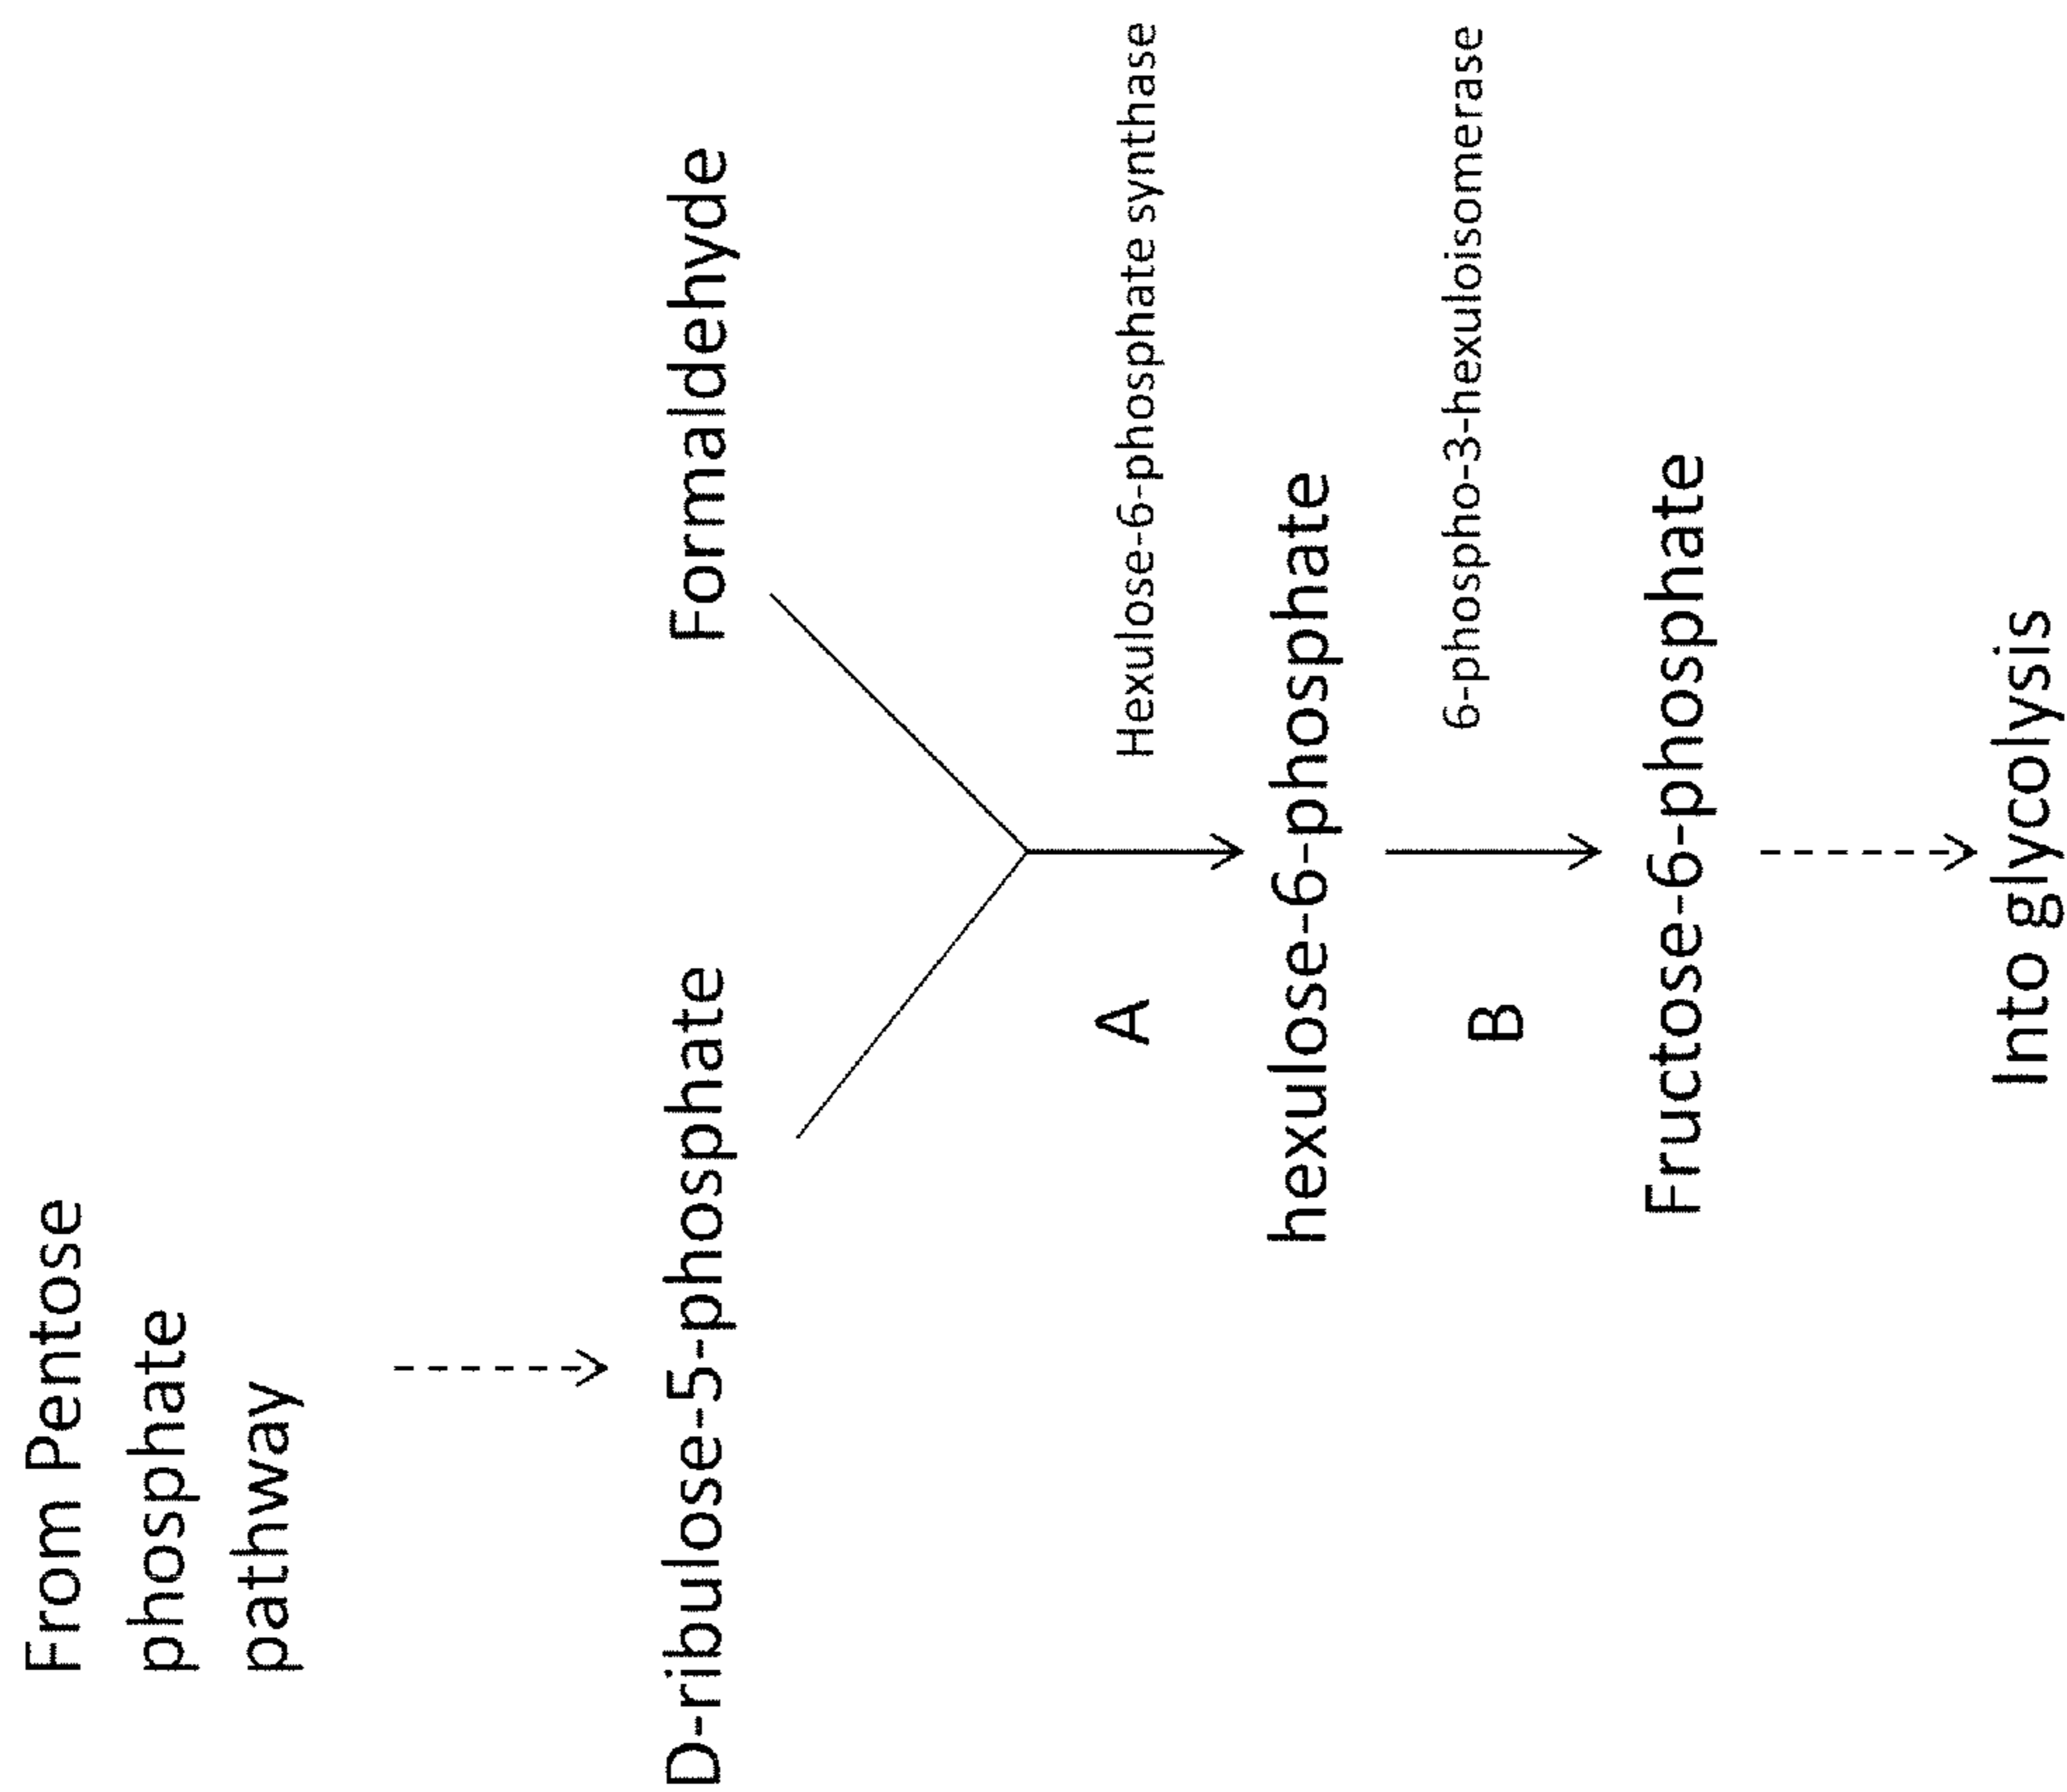 From Pentose
phosphate
pathway
D-ribulose-5-phosphate
Formaldehyde
A
Hexulose-6-phosphate synthase
hexulose-6-phosphate
B
6-phospho-3-hexuloisomerase
Fructose-6-phosphate
Into glycolysis